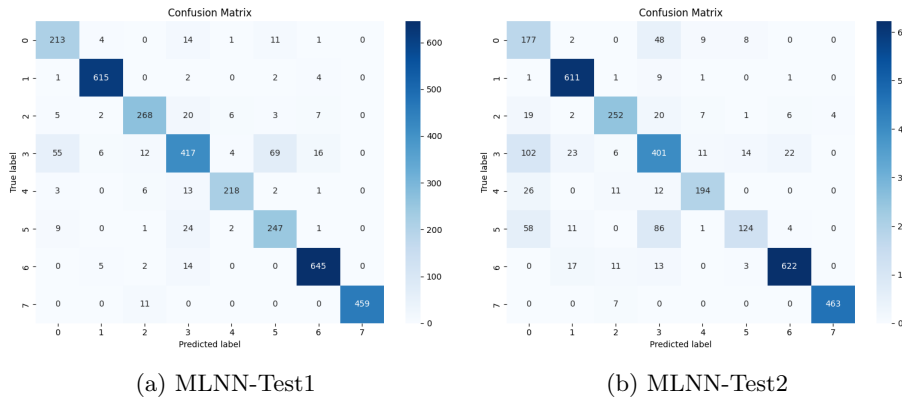 Confusion Matrix
0 213 4 0 14 1 11 1 0
1 1 615 0 2 0 2 4 0
2 5 2 268 20 6 3 7 0
3 55 6 12 417 4 69 16 0
4 3 0 6 13 218 2 1 0
5 9 0 1 24 2 247 0 0
6 0 5 2 14 0 0 645 0
7 0 0 11 0 0 0 0 459
0 1 2 3 4 5 6 7
True label
Predicted label
600
500
400
300
200
100
0
(a) MLNN-Test1
Confusion Matrix
0 177 2 0 48 9 8 0 0
1 1 611 1 9 1 0 1 0
2 19 2 252 20 7 1 6 4
3 102 23 6 401 11 14 22 0
4 26 0 11 12 194 0 0 0
5 58 11 0 86 1 124 4 0
6 0 17 11 13 0 3 622 0
7 0 0 7 0 0 0 0 463
0 1 2 3 4 5 6 7
True label
Predicted label
(b) MLNN-Test2